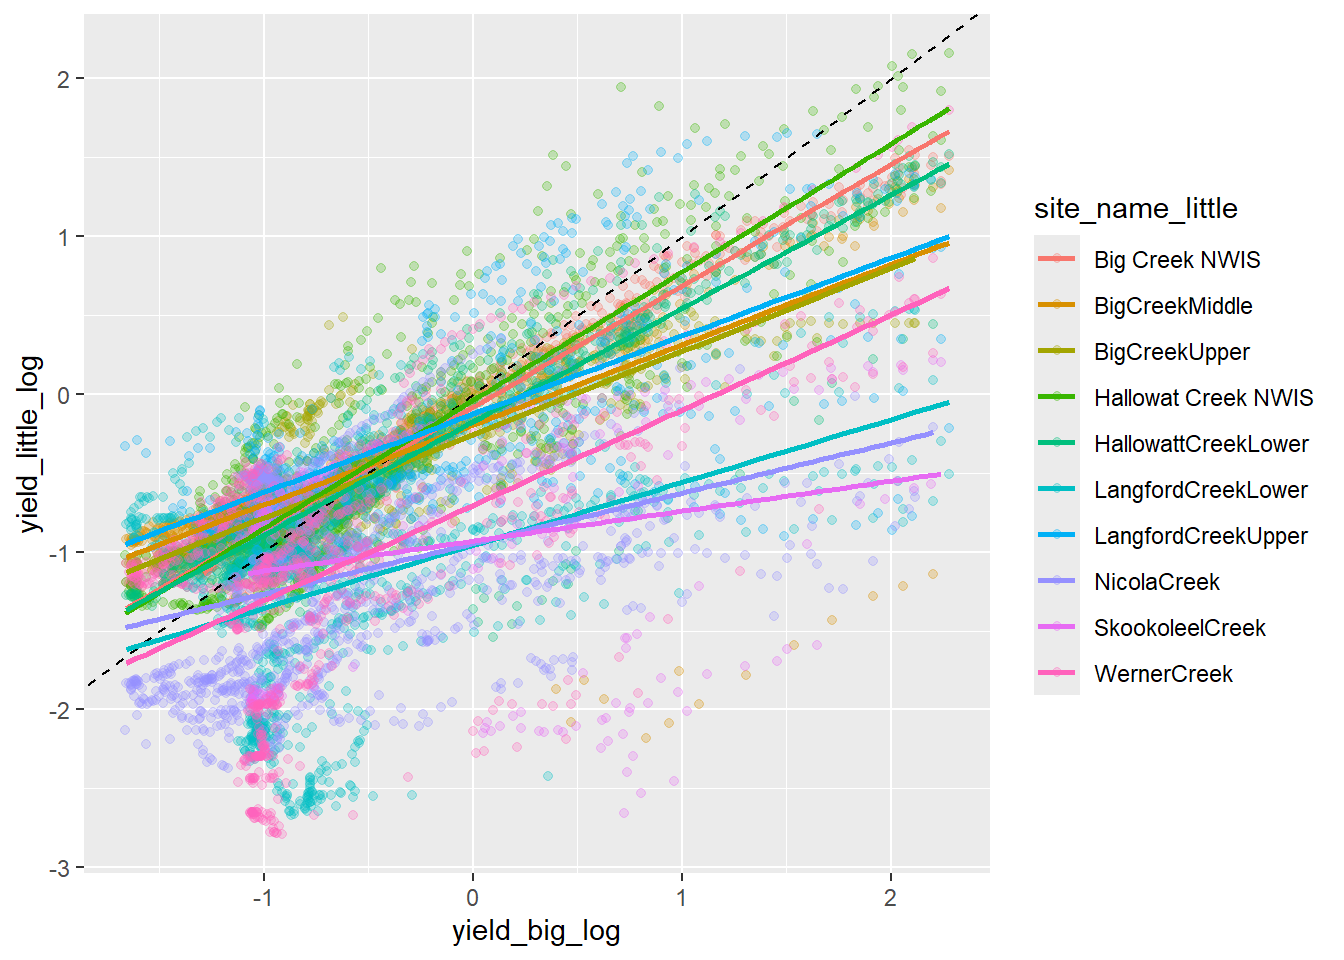 2
1
0
-1
-2
-3
yield_little_log
-1
0
1
2
yield_big_log
site_name_little
Big Creek NWIS
BigCreekMiddle
BigCreekUpper
Hallowat Creek NWIS
HallowattCreekLower
LangfordCreekLower
LangfordCreekUpper
NicolaCreek
SkookoleelCreek
WernerCreek